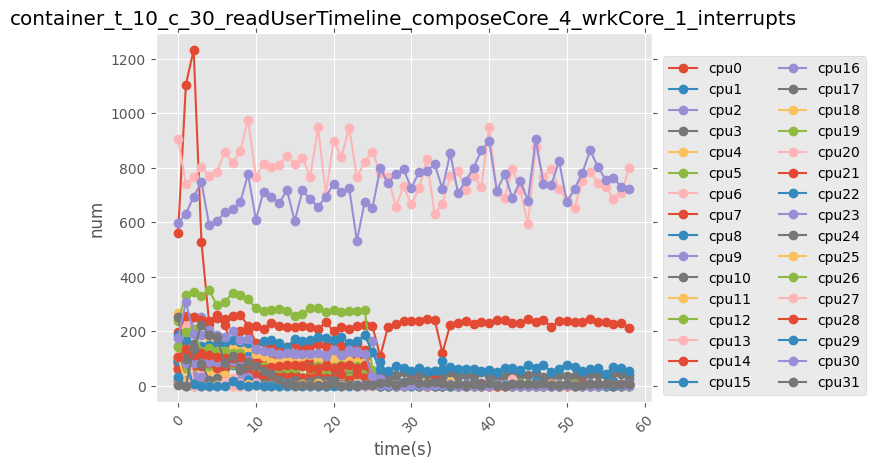 container_t_10_c_30_readUserTimeline_composeCore_4_wrkCore_1_interrupts
num
1200
1000
800
600
400
200
0
0
10
20
30
40
50
60
time(s)
cpu0
cpu1
cpu2
cpu3
cpu4
cpu5
cpu6
cpu7
cpu8
cpu9
cpu10
cpu11
cpu12
cpu13
cpu14
cpu15
cpu16
cpu17
cpu18
cpu19
cpu20
cpu21
cpu22
cpu23
cpu24
cpu25
cpu26
cpu27
cpu28
cpu29
cpu30
cpu31